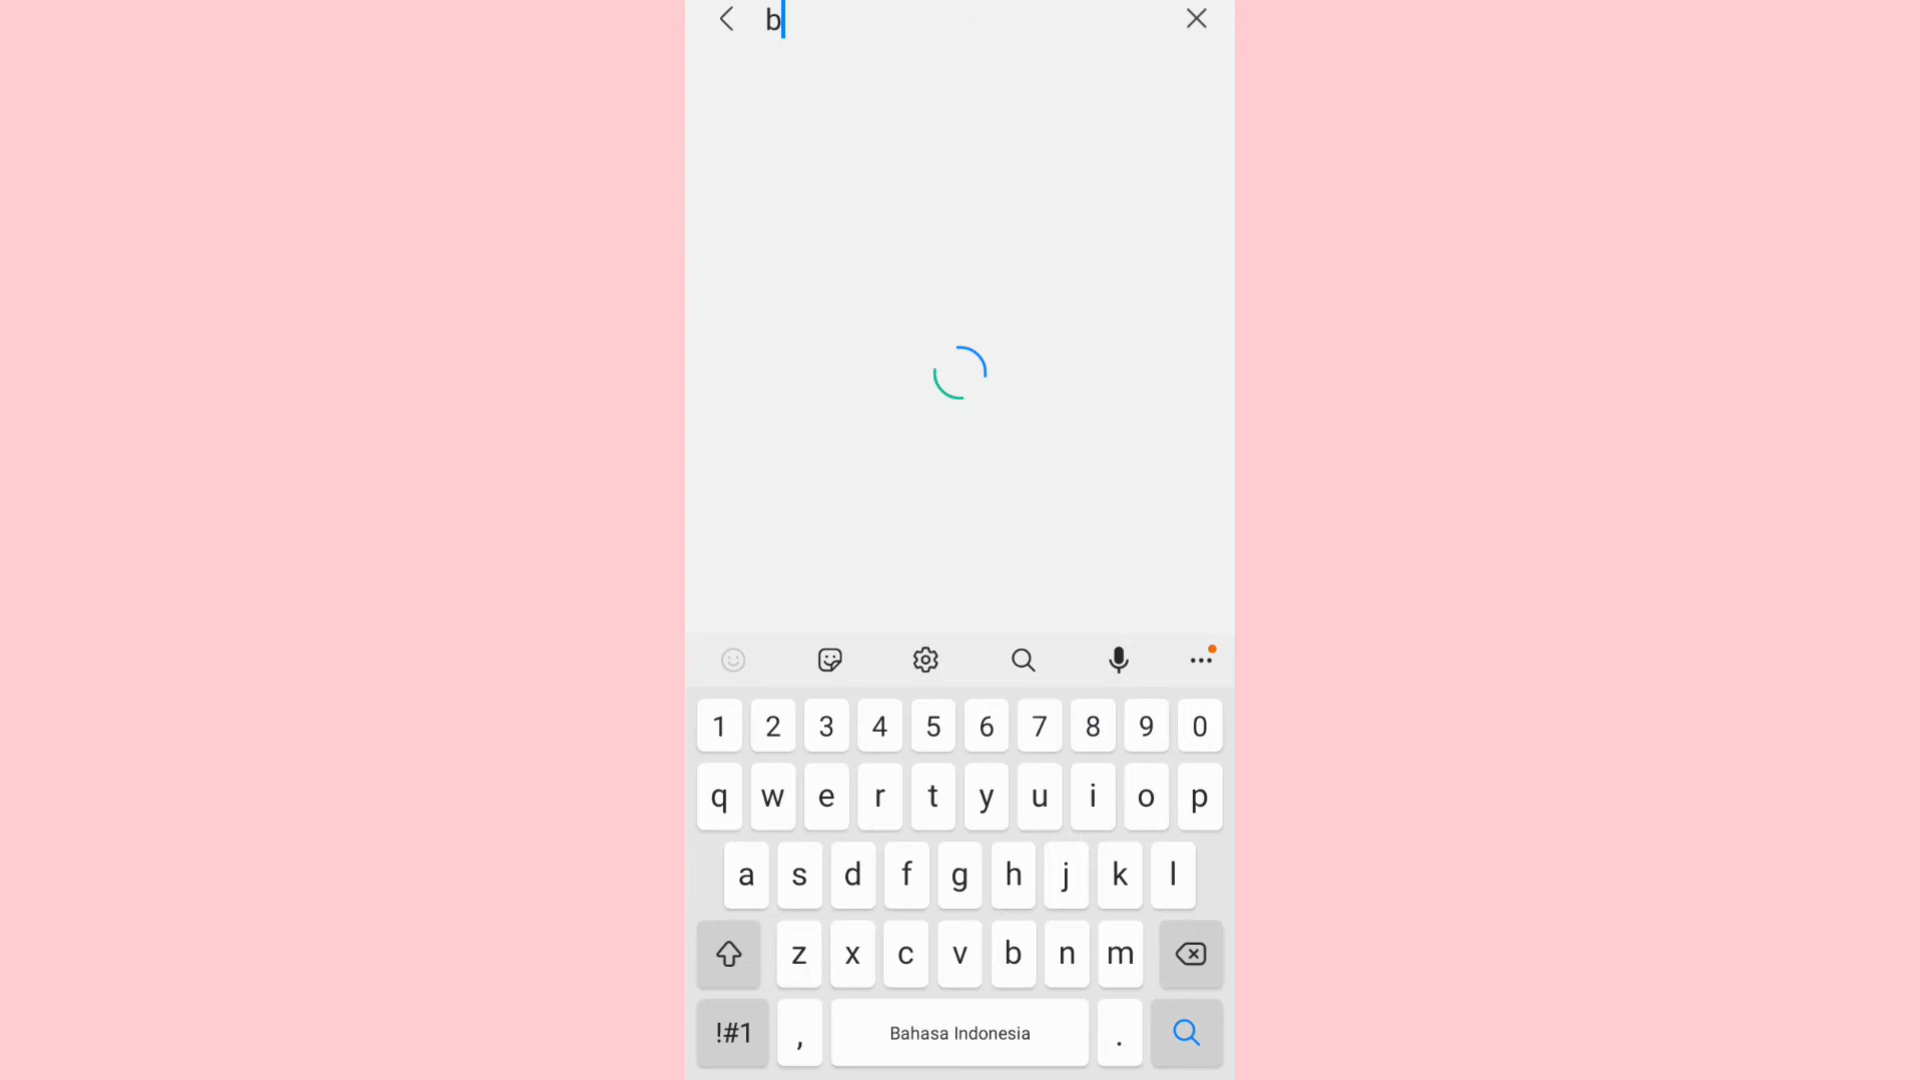 b
1 2 3 4 5 6 7 8 9 0
q w e r t y u i o p
a s d f g h j k l
z x c v b n m
!#1 , Bahasa Indonesia .